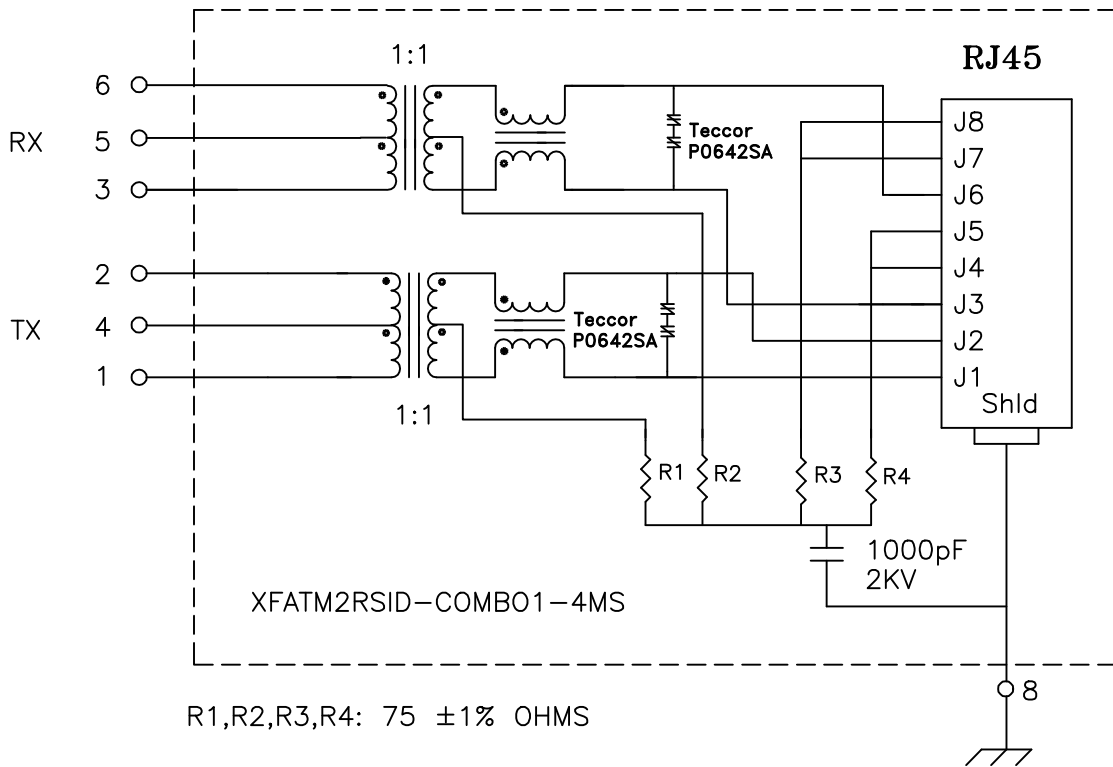 1:1
RJ45
6
RX
5
3
Teccor
P0642SA
J8
J7
J6
J5
J4
J3
J2
J1
Shld
2
TX
4
1
Teccor
P0642SA
1:1
R1
R2
R3
R4
1000pF
2KV
XFATM2RSID-COMBO1-4MS
8
R1,R2,R3,R4: 75 ±1% OHMS